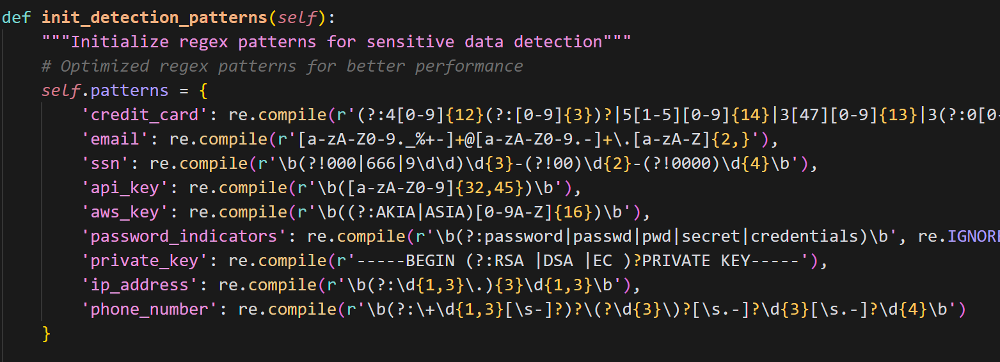 def init_detection_patterns(self):
    """Initialize regex patterns for sensitive data detection"""
    # Optimized regex patterns for better performance
    self.patterns = {
        'credit_card': re.compile(r'(?:4[0-9]{12}(?:[0-9]{3})?|5[1-5][0-9]{14}|3[47][0-9]{13}|3(?:0[0-
        'email': re.compile(r'[a-zA-Z0-9._%+-]+@[a-zA-Z0-9.-]+\.[a-zA-Z]{2,}'),
        'ssn': re.compile(r'\b(?!000|666|9\d\d)\d{3}-(?!00)\d{2}-(?!0000)\d{4}\b'),
        'api_key': re.compile(r'\b([a-zA-Z0-9]{32,45})\b'),
        'aws_key': re.compile(r'\b((?:AKIA|ASIA)[0-9A-Z]{16})\b'),
        'password_indicators': re.compile(r'\b(?:password|passwd|pwd|secret|credentials)\b', re.IGNOR
        'private_key': re.compile(r'-----BEGIN (?:RSA |DSA |EC )?PRIVATE KEY-----'),
        'ip_address': re.compile(r'\b(?:\d{1,3}\.){3}\d{1,3}\b'),
        'phone_number': re.compile(r'\b(?:\+\d{1,3}[\s-]?)?\(?\d{3}\)?[\s.-]?\d{3}[\s.-]?\d{4}\b')
    }